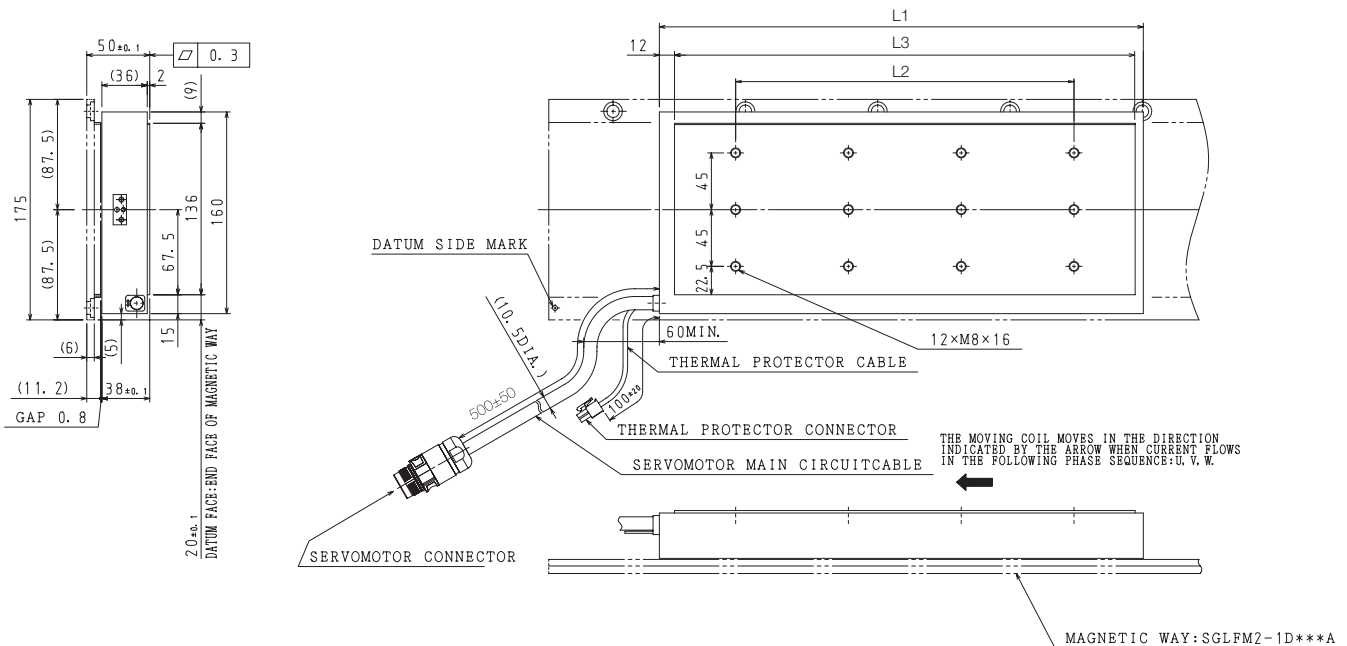 50±0.1
0.3
(36)
2
(9)
175
(87.5)
(87.5)
136
160
67.5
15
(6)
(5)
(11.2)
38±0.1
GAP 0.8
20±0.1
DATUM FACE:END FACE OF MAGNETIC WAY
L1
12
L3
L2
45
45
22.5
DATUM SIDE MARK
(10.5DIA.)
60MIN.
12×M8×16
THERMAL PROTECTOR CABLE
500±50
100±20
THERMAL PROTECTOR CONNECTOR
SERVOMOTOR MAIN CIRCUITCABLE
SERVOMOTOR CONNECTOR
THE MOVING COIL MOVES IN THE DIRECTION
INDICATED BY THE ARROW WHEN CURRENT FLOWS
IN THE FOLLOWING PHASE SEQUENCE:U,V,W.
MAGNETIC WAY:SGLFM2-1D***A